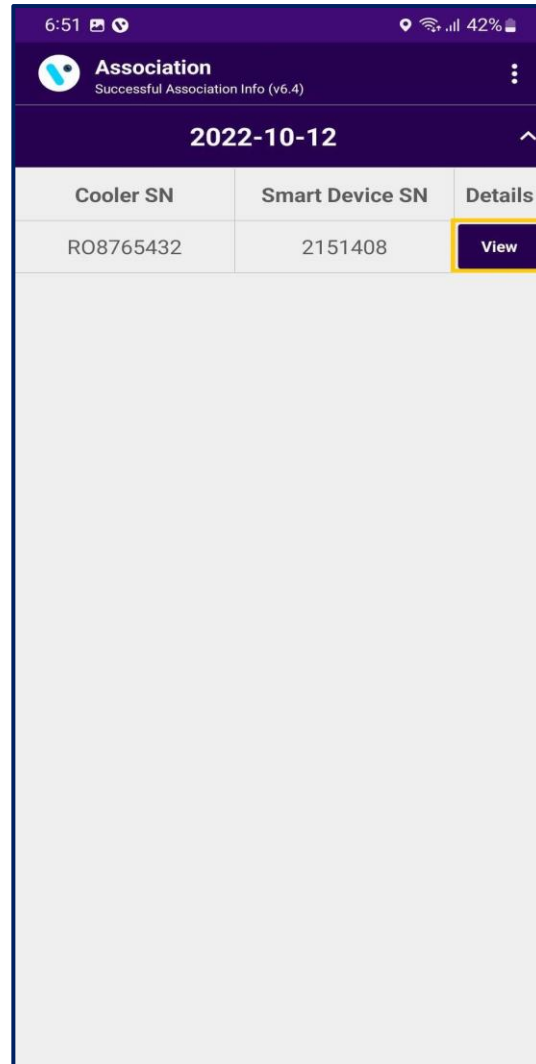 6:51 42%
Association
Successful Association Info (v6.4)
2022-10-12
Cooler SN Smart Device SN Details
RO8765432 2151408 View